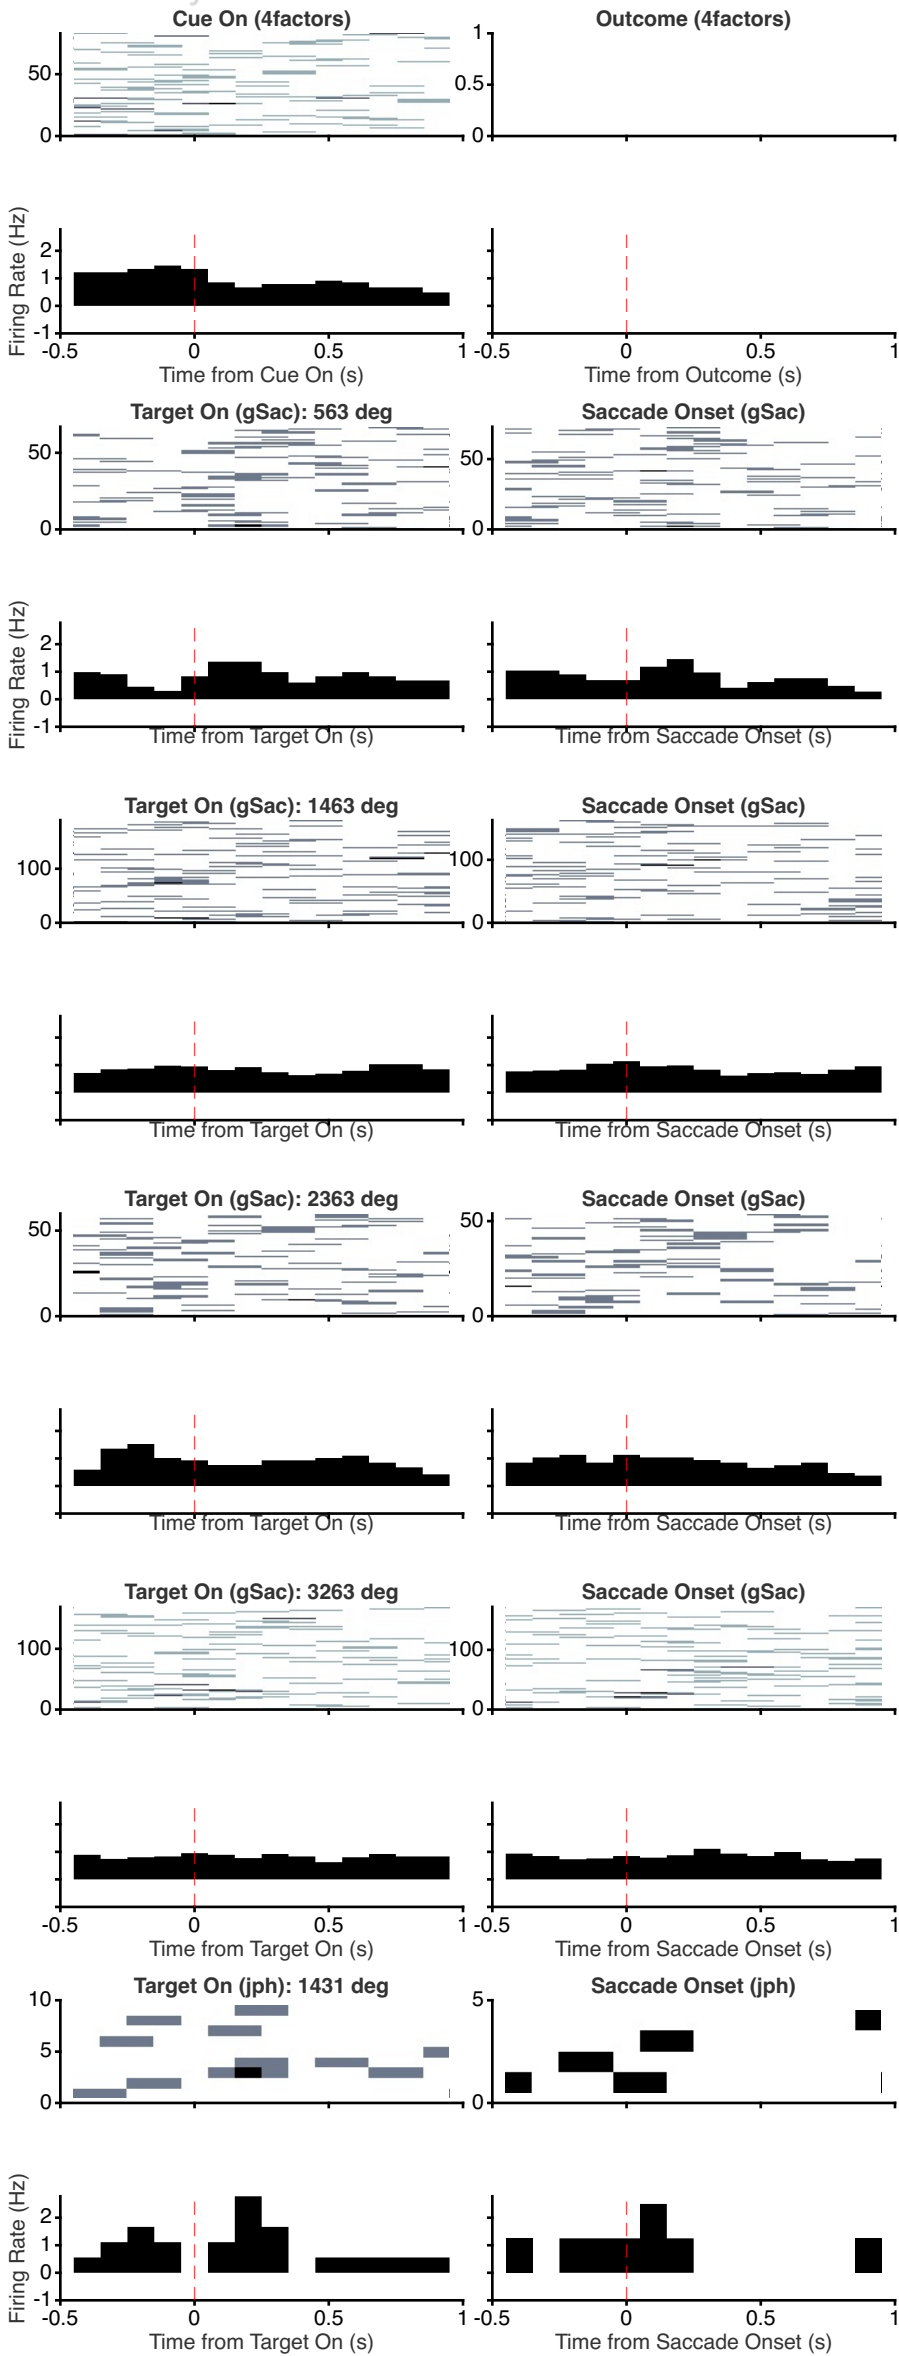 Cue On (4factors) Outcome (4factors)
50
0
1
0.5
0
Firing Rate (Hz)
2
1
0
-1
-0.5 0 0.5 1 -0.5 0 0.5 1
Time from Cue On (s) Time from Outcome (s)
Target On (gSac): 563 deg Saccade Onset (gSac)
50
0
50
0
Firing Rate (Hz)
2
1
0
-1
Time from Target On (s) Time from Saccade Onset (s)
Target On (gSac): 1463 deg Saccade Onset (gSac)
100
0
100
0
Time from Target On (s) Time from Saccade Onset (s)
Target On (gSac): 2363 deg Saccade Onset (gSac)
50
0
50
0
Time from Target On (s) Time from Saccade Onset (s)
Target On (gSac): 3263 deg Saccade Onset (gSac)
100
0
100
0
-0.5 0 0.5 1 -0.5 0 0.5 1
Time from Target On (s) Time from Saccade Onset (s)
Target On (jph): 1431 deg Saccade Onset (jph)
10
5
0
5
0
Firing Rate (Hz)
2
1
0
-1
-0.5 0 0.5 1 -0.5 0 0.5 1
Time from Target On (s) Time from Saccade Onset (s)